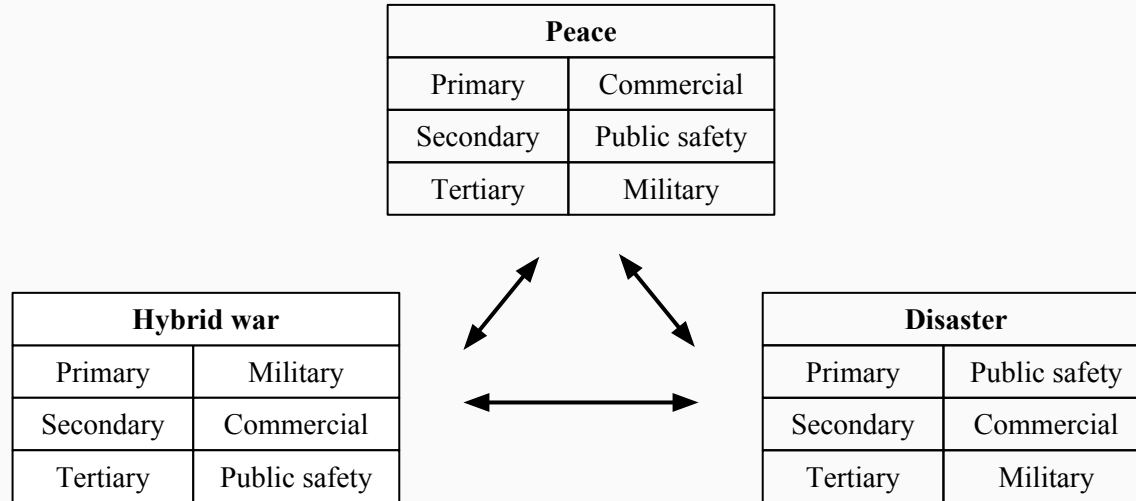 Peace
Primary Commercial
Secondary Public safety
Tertiary Military
Hybrid war
Primary Military
Secondary Commercial
Tertiary Public safety
Disaster
Primary Public safety
Secondary Commercial
Tertiary Military